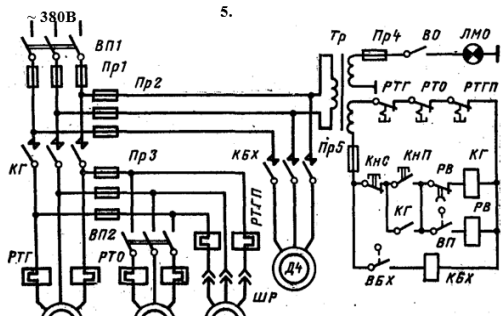 ~ 380В
5.
ВП1
Пр1
Пр2
Тр
Пр4
ВО
ЛМО
РТГ
РТО
РТГП
Пр5
КГ
Пр3
КБХ
КнС
КнП
РВ
КГ
КГ
ВП
РВ
РТГП
ВП2
РТГ
РТО
Д4
ШР
ВБХ
КБХ